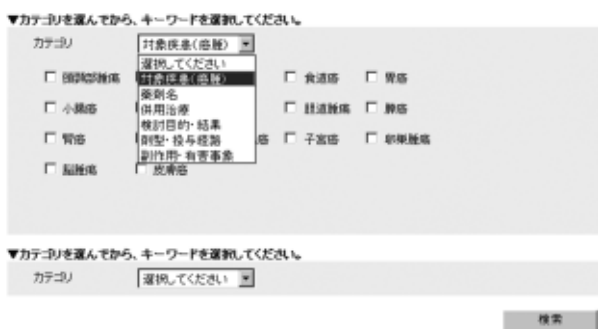 ▼カテゴリを選んでから、キーワードを選択してください。
カテゴリ 対象疾患(癌腫)
選択してください
頭頸部腫瘍 対象疾患(癌腫) 食道癌 胃癌
薬剤名
小腸癌 併用治療 胆道腫瘍 膵癌
検討目的・結果
腎癌 剤型・投与経路 癌 子宮癌 卵巣腫瘍
副作用・有害事象
脳腫瘍 皮膚癌
▼カテゴリを選んでから、キーワードを選択してください。
カテゴリ 選択してください
検索